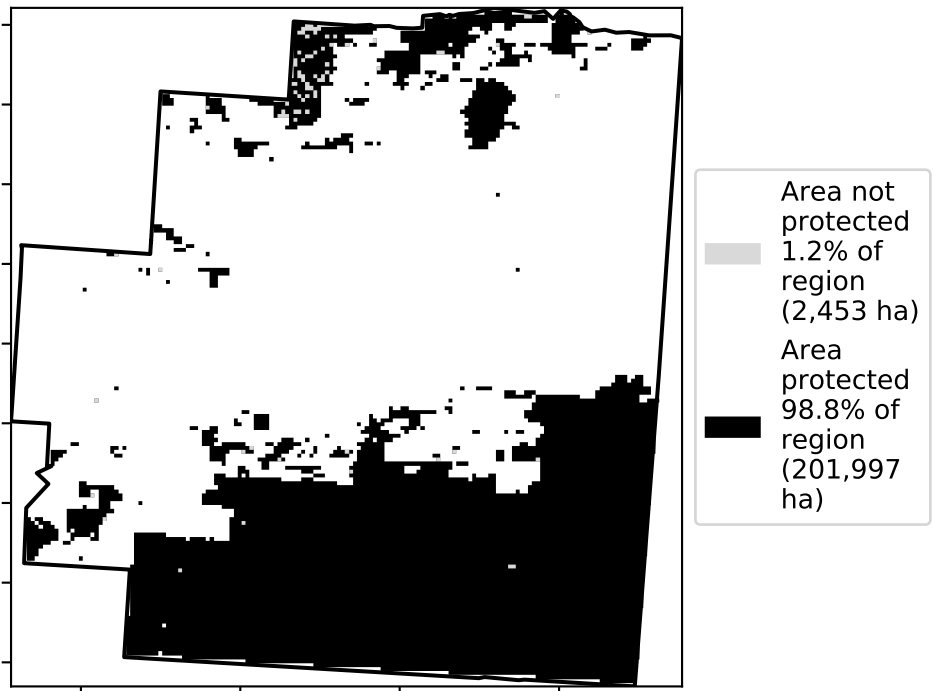 Area not
protected
1.2% of
region
(2,453 ha)
Area
protected
98.8% of
region
(201,997
ha)